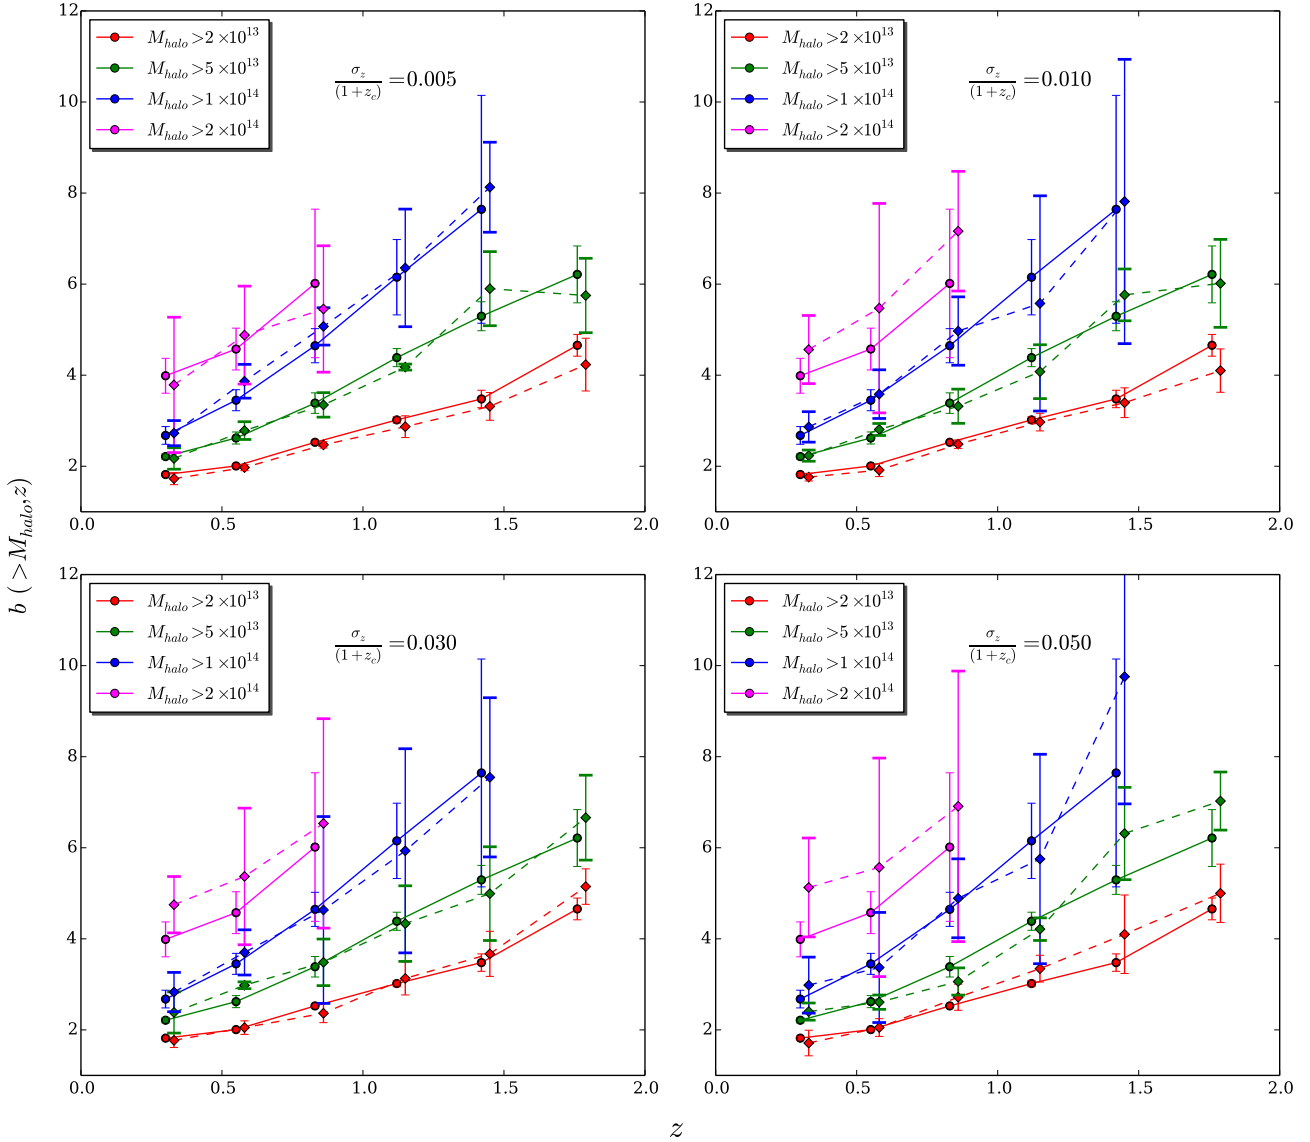 12
10
8
6
4
2
M_halo >2×10^13
M_halo >5×10^13
M_halo >1×10^14
M_halo >2×10^14
σ_z/(1+z_c) =0.005
0.0 0.5 1.0 1.5 2.0
12
10
8
6
4
2
M_halo >2×10^13
M_halo >5×10^13
M_halo >1×10^14
M_halo >2×10^14
σ_z/(1+z_c) =0.010
0.0 0.5 1.0 1.5 2.0
b (>M_halo,z)
12
10
8
6
4
2
M_halo >2×10^13
M_halo >5×10^13
M_halo >1×10^14
M_halo >2×10^14
σ_z/(1+z_c) =0.030
0.0 0.5 1.0 1.5 2.0
12
10
8
6
4
2
M_halo >2×10^13
M_halo >5×10^13
M_halo >1×10^14
M_halo >2×10^14
σ_z/(1+z_c) =0.050
0.0 0.5 1.0 1.5 2.0
z